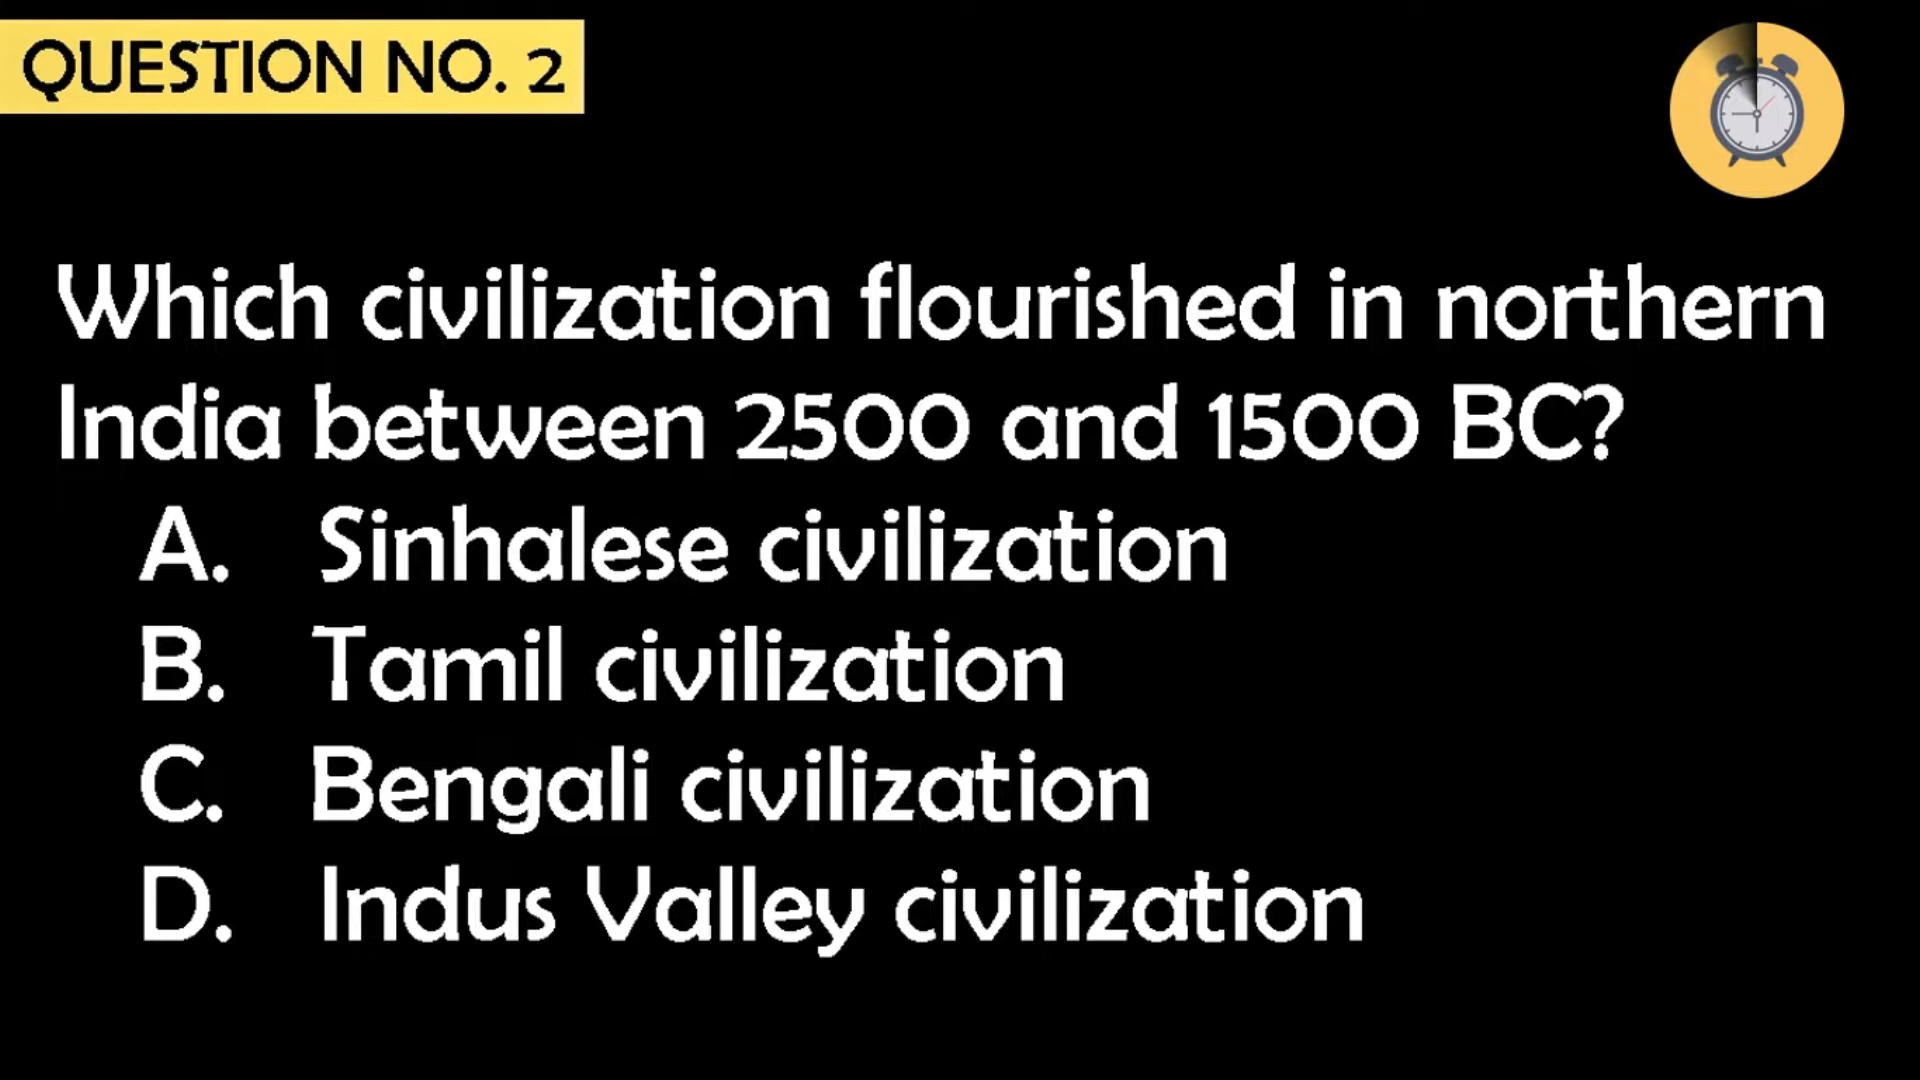 QUESTION NO. 2
Which civilization flourished in northern
India between 2500 and 1500 BC?
A. Sinhalese civilization
B. Tamil civilization
C. Bengali civilization
D. Indus Valley civilization